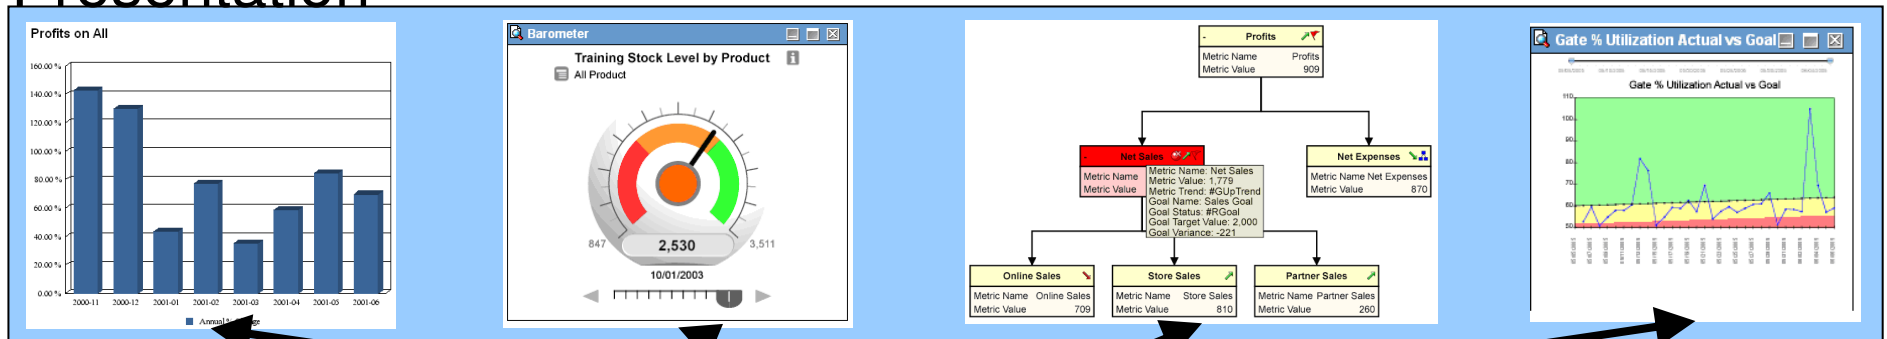 Presentation
Profits on All
160.00 %
140.00 %
120.00 %
100.00 %
80.00 %
60.00 %
40.00 %
20.00 %
0.00 %
2000-11 2000-12 2001-01 2001-02 2001-03 2001-04 2001-05 2001-06
Annual %
Barometer
Training Stock Level by Product
All Product
847 2,530 3,511
10/01/2003
- Profits
Metric Name Profits
Metric Value 909
- Net Sales
Metric Name
Metric Value
Metric Name: Net Sales
Metric Value: 1,779
Metric Trend: #GUpTrend
Goal Name: Sales Goal
Goal Status: #RGoal
Goal Target Value: 2,000
Goal Variance: -221
Net Expenses
Metric Name Net Expenses
Metric Value 870
Online Sales
Metric Name Online Sales
Metric Value 709
Store Sales
Metric Name Store Sales
Metric Value 810
Partner Sales
Metric Name Partner Sales
Metric Value 260
Gate % Utilization Actual vs Goal
Gate % Utilization Actual vs Goal
110
100
90
80
70
60
50